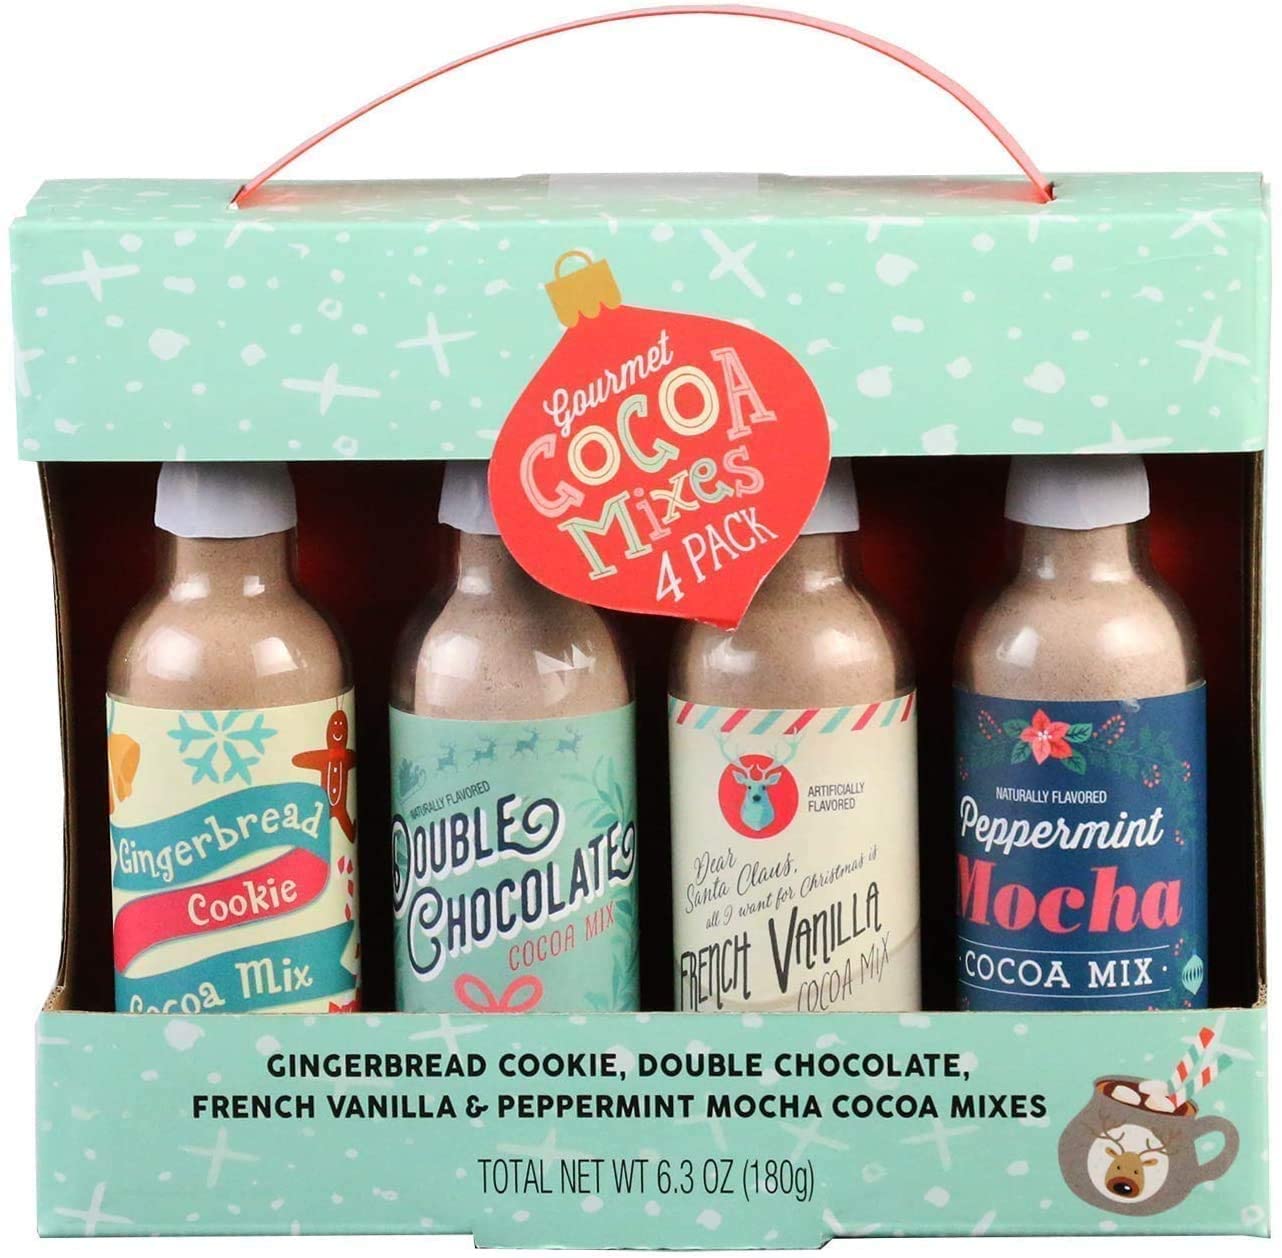 Gourmet
COCOA
Mixes
4 PACK
Gingerbread
Cookie
Cocoa Mix
NATURALLY FLAVORED
DOUBLE
CHOCOLATE
COCOA MIX
ARTIFICIALLY
FLAVORED
Dear
Santa Claus,
all I want for Christmas is
FRENCH VANILLA
COCOA MIX
NATURALLY FLAVORED
Peppermint
Mocha
·COCOA MIX·
GINGERBREAD COOKIE, DOUBLE CHOCOLATE,
FRENCH VANILLA & PEPPERMINT MOCHA COCOA MIXES
TOTAL NET WT 6.3 OZ (180g)